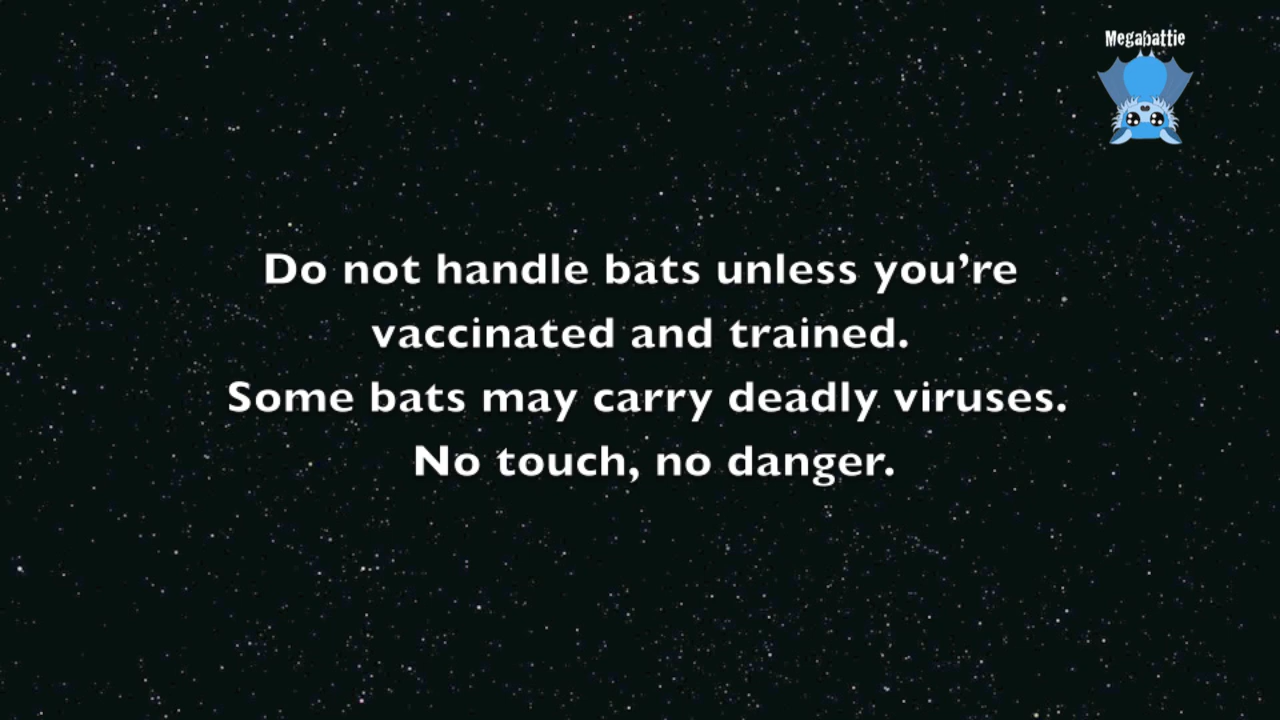 Megabattie
Do not handle bats unless you’re
vaccinated and trained.
Some bats may carry deadly viruses.
No touch, no danger.